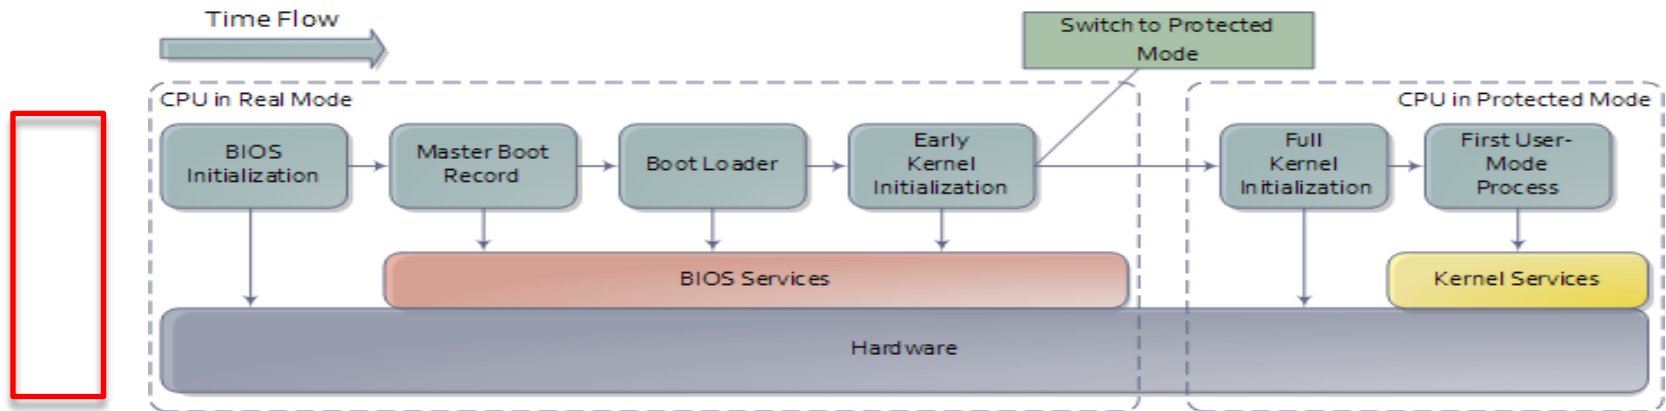 Time Flow
Switch to Protected
Mode
CPU in Real Mode
CPU in Protected Mode
BIOS
Initialization
Master Boot
Record
Boot Loader
Early
Kernel
Initialization
Full
Kernel
Initialization
First User-
Mode
Process
BIOS Services
Kernel Services
Hardware